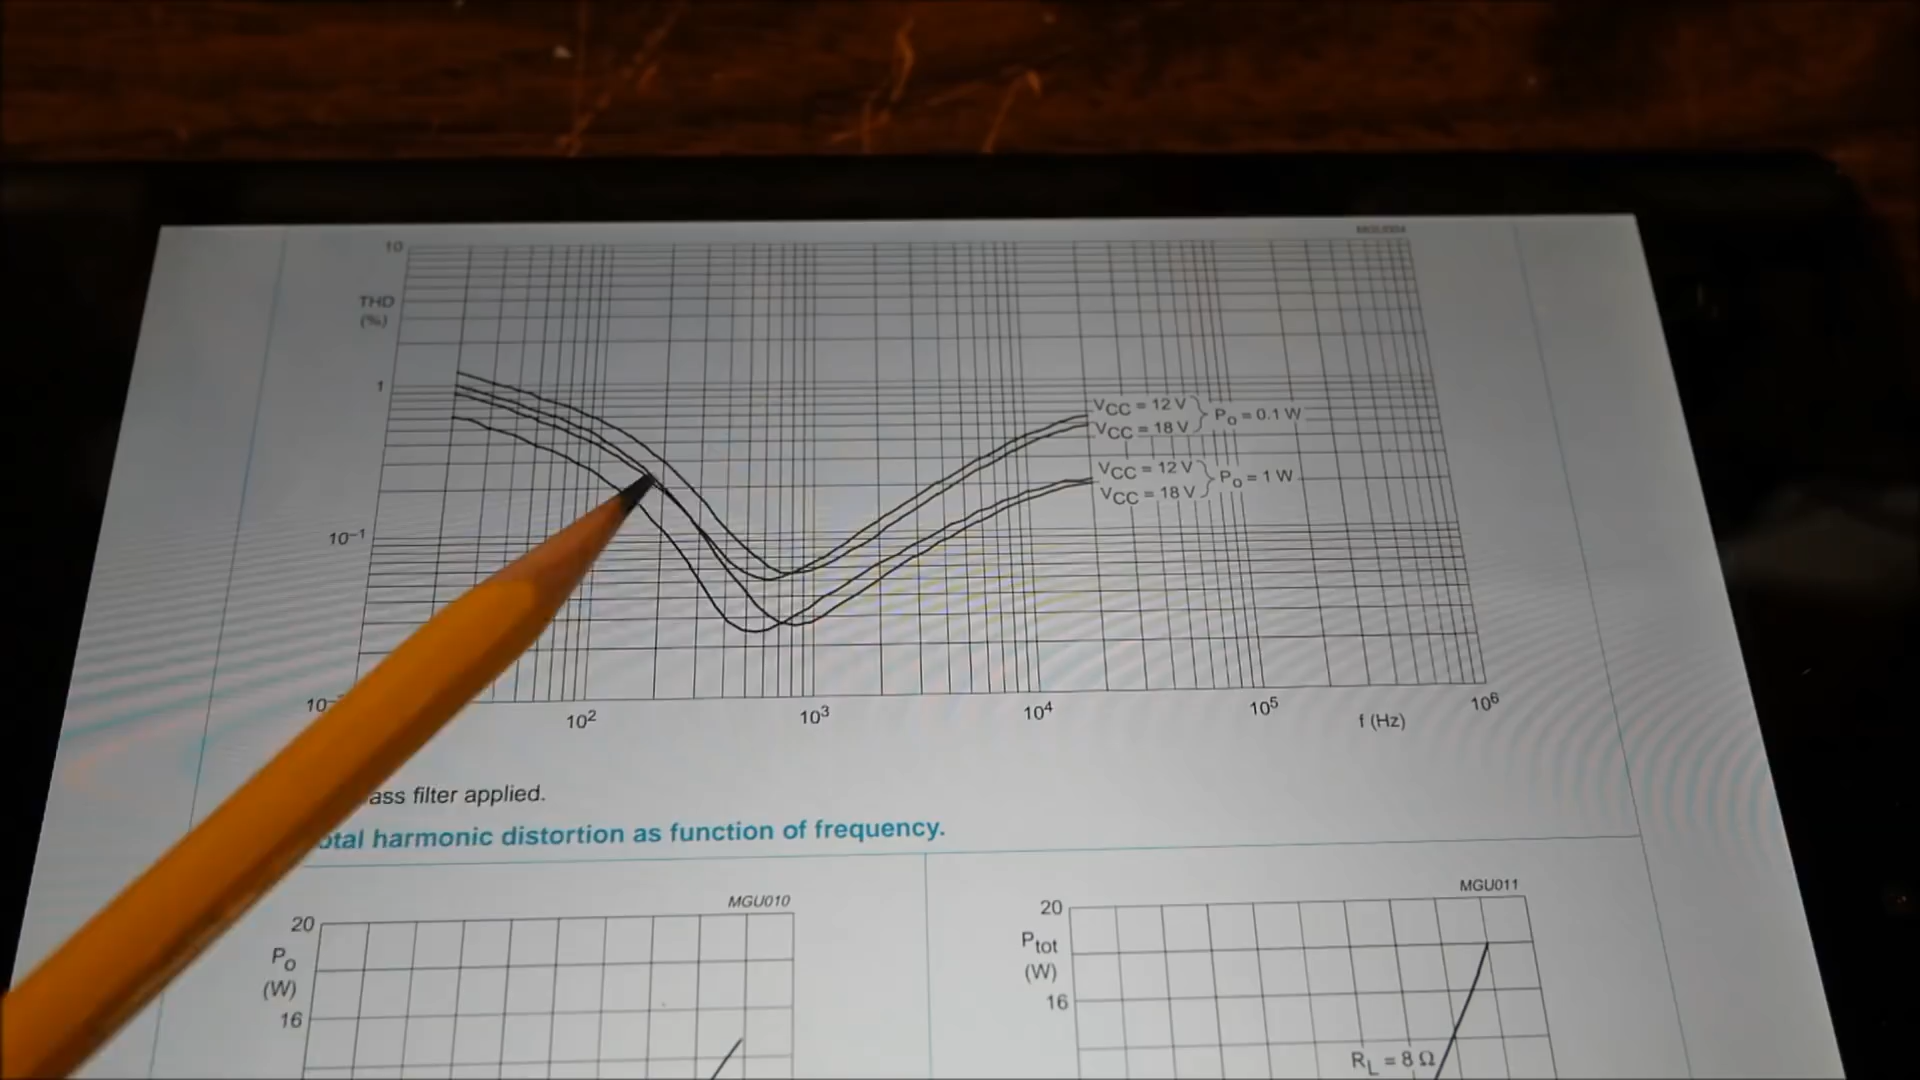 10
THD
(%)
1
10⁻¹
10⁻
VCC = 12 V
VCC = 18 V
Po = 0.1 W
VCC = 12 V
VCC = 18 V
Po = 1 W
10² 10³ 10⁴ 10⁵ f (Hz) 10⁶
ass filter applied.
otal harmonic distortion as function of frequency.
MGU010
20
Po
(W)
16
MGU011
20
Ptot
(W)
16
RL = 8 Ω